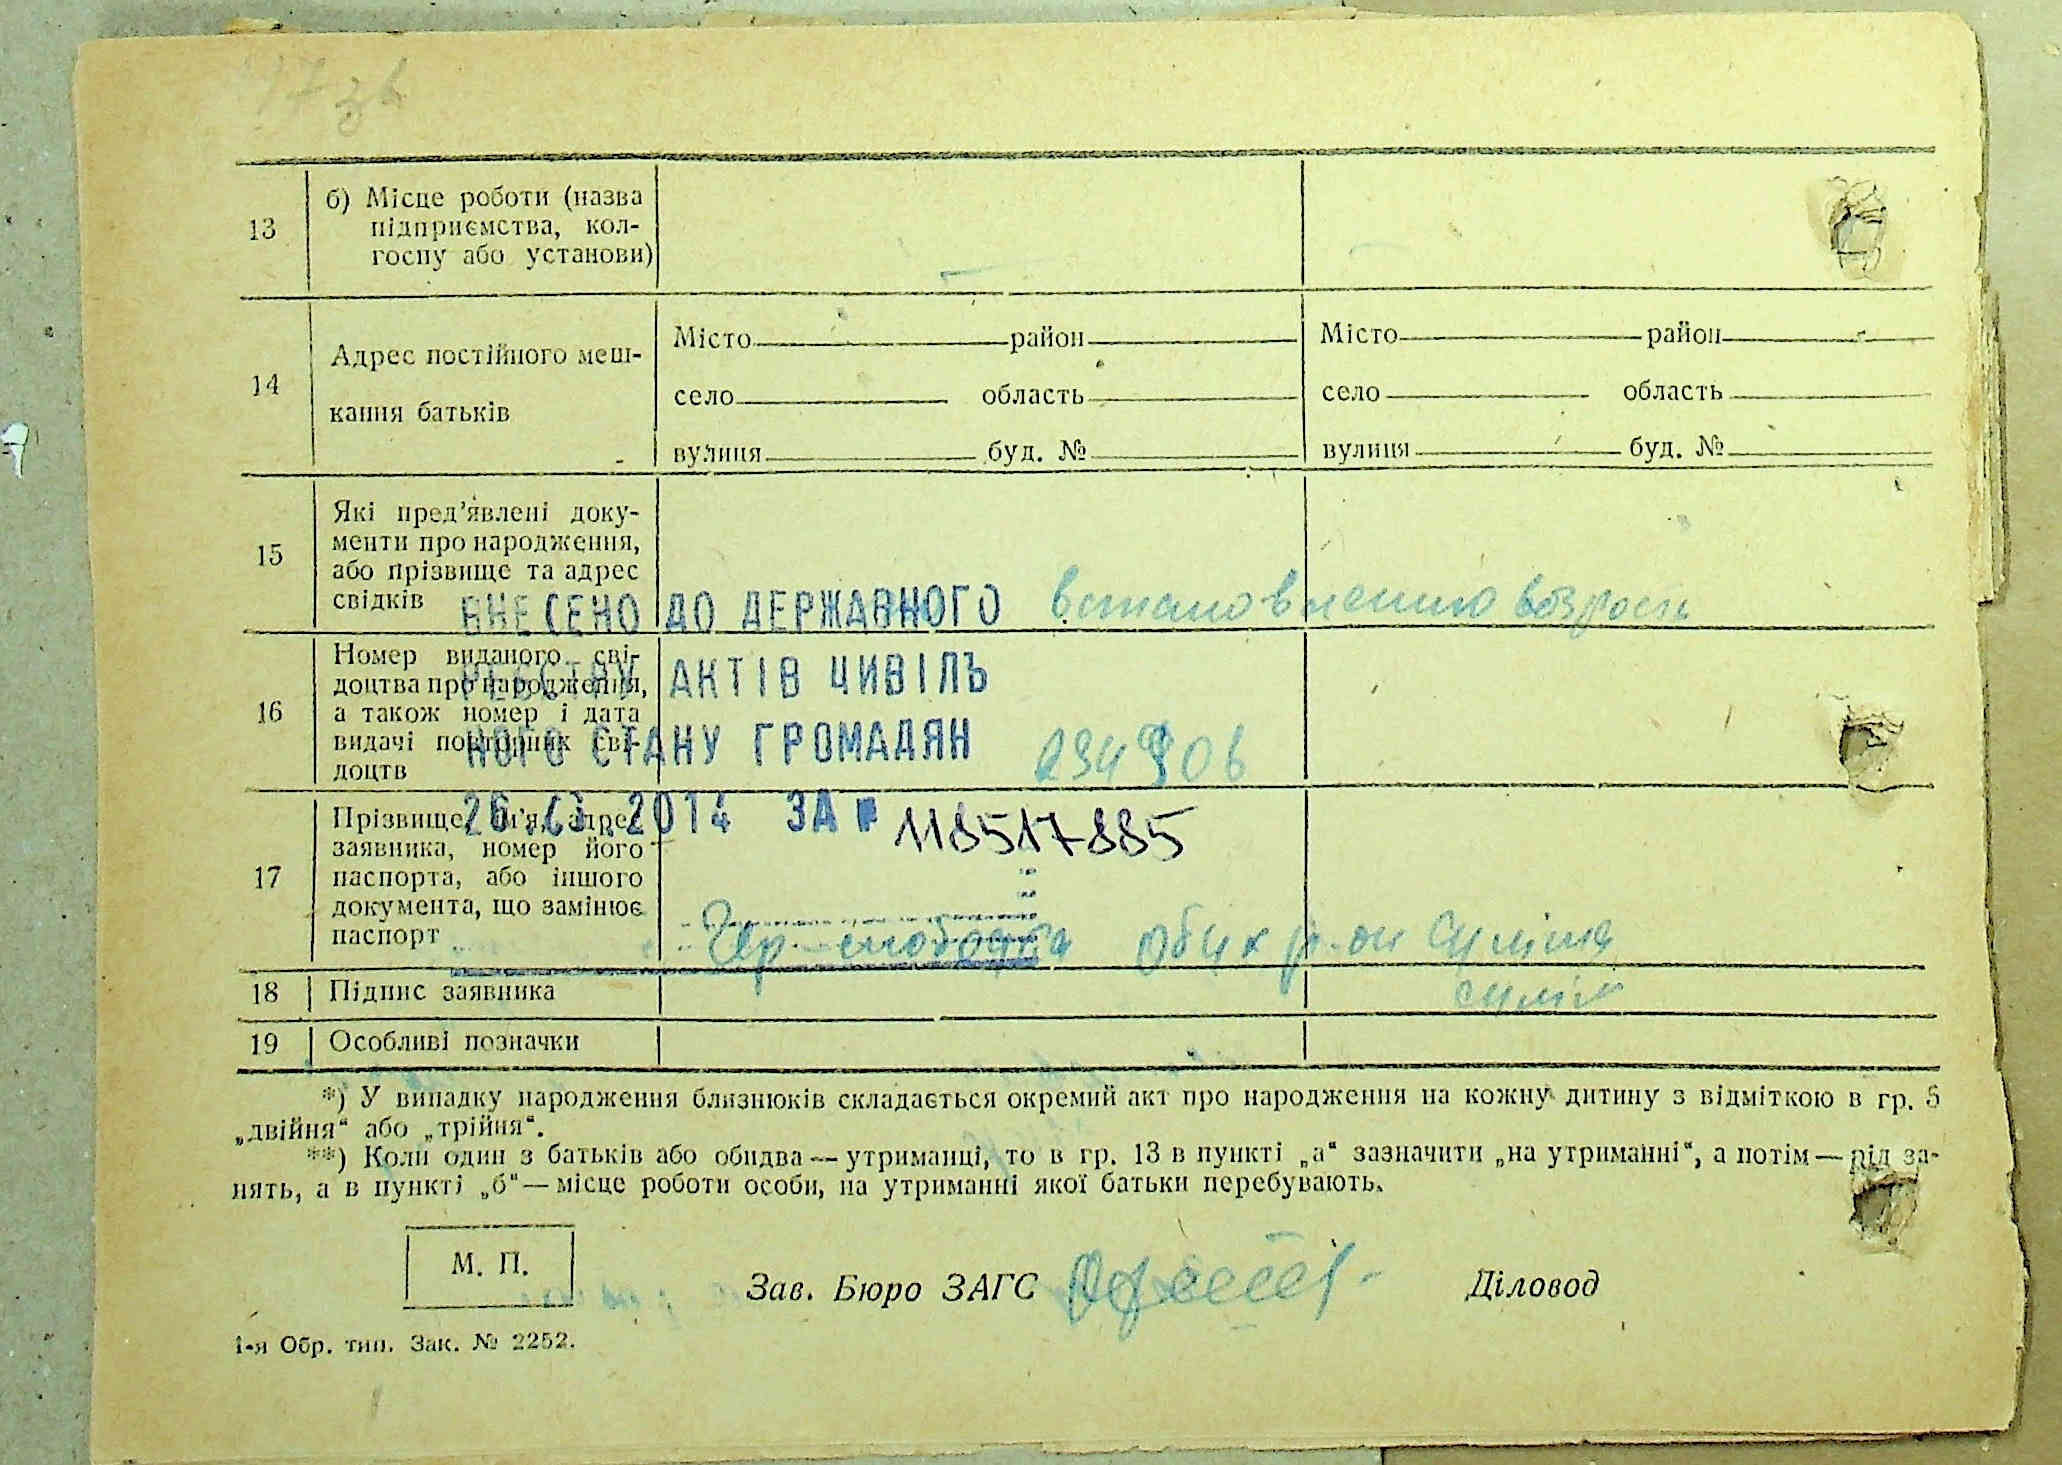 13
б) Місце роботи (назва
підприємства, кол-
госпу або установи)
14
Адрес постійного меш-
кання батьків
Місто район
село область
вулиця буд. №
Місто район
село область
вулиця буд. №
15
Які пред’явлені доку-
менти про народження,
або прізвище та адрес
свідків
ВНЕСЕНО ДО ДЕРЖАВНОГО
16
Номер виданого сві-
доцтва про народження,
а також номер і дата
видачі повторних сві-
доцтв
РЕЄСТРУ АКТІВ ЦИВІЛЬ
НОГО СТАНУ ГРОМАДЯН
17
Прізвище, ім’я, адрес
заявника, номер його
паспорта, або іншого
документа, що замінює
паспорт
2014 ЗА № 118517885
18
Підпис заявника
19
Особливі позначки
*) У випадку народження близнюків складається окремий акт про народження на кожну дитину з відміткою в гр. 5
„двійня“ або „трійня“.
**) Коли один з батьків або обидва — утриманці, то в гр. 13 в пункті „а“ зазначити „на утриманні“, а потім — рід за-
нять, а в пункті „б“ — місце роботи особи, на утриманні якої батьки перебувають.
М. П.
Зав. Бюро ЗАГС
Діловод
1-я Обр. тип. Зак. № 2252.